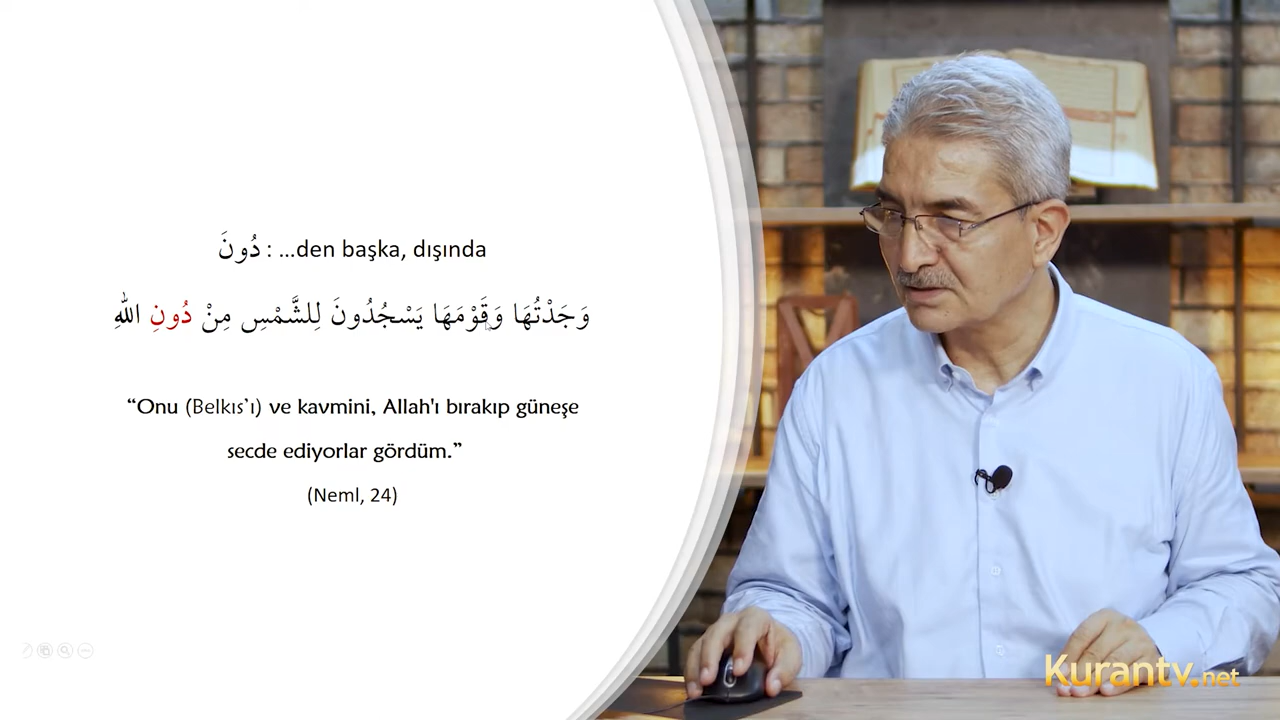 دُونَ : ...den başka, dışında
وَجَدْتُهَا وَقَوْمَهَا يَسْجُدُونَ لِلشَّمْسِ مِنْ دُونِ اللهِ
“Onu (Belkıs’ı) ve kavmini, Allah'ı bırakıp güneşe
secde ediyorlar gördüm.”
(Neml, 24)
Kurantv.net